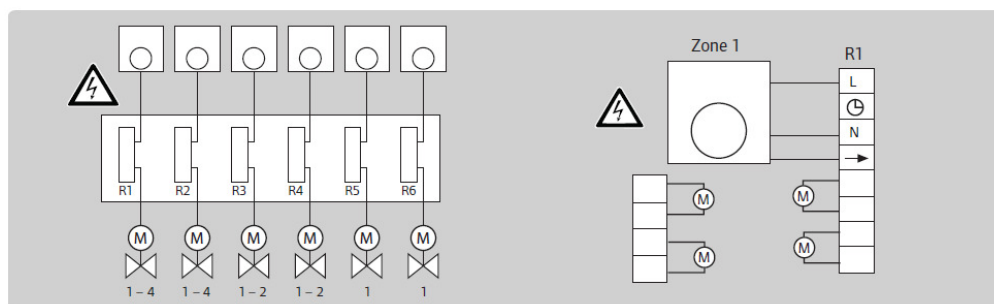 Zone 1
R1
L
N
R1 R2 R3 R4 R5 R6
M M M M M M
M M
M M
1 – 4 1 – 4 1 – 2 1 – 2 1 1